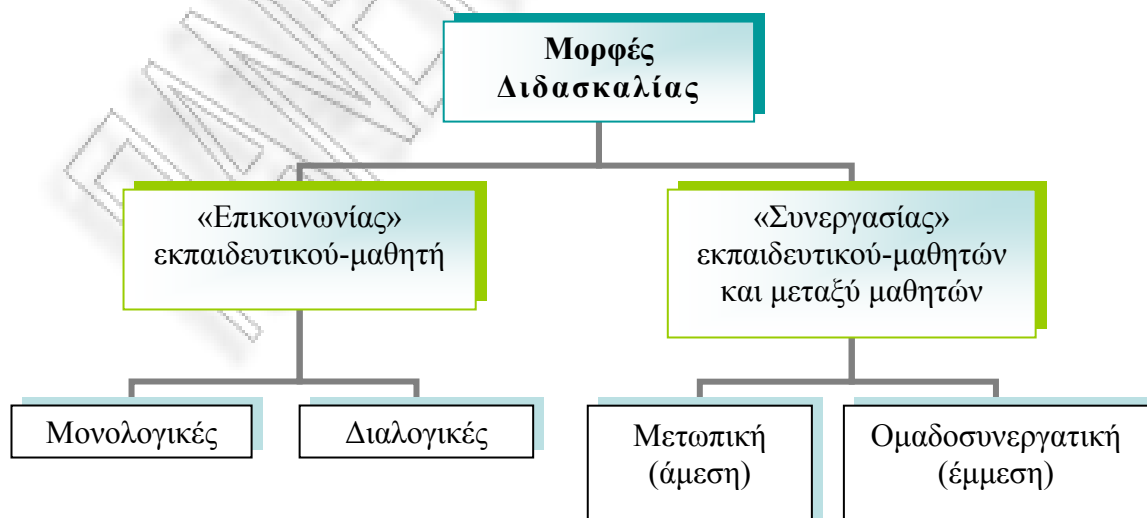 Μορφές
Διδασκαλίας
«Επικοινωνίας»
εκπαιδευτικού-μαθητή
«Συνεργασίας»
εκπαιδευτικού-μαθητών
και μεταξύ μαθητών
Μονολογικές
Διαλογικές
Μετωπική
(άμεση)
Ομαδοσυνεργατική
(έμμεση)